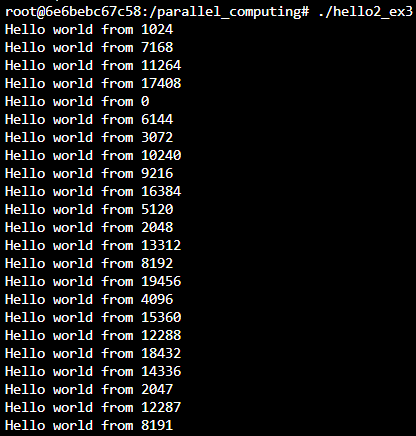 root@6e6bebc67c58:/parallel_computing# ./hello2_ex3
Hello world from 1024
Hello world from 7168
Hello world from 11264
Hello world from 17408
Hello world from 0
Hello world from 6144
Hello world from 3072
Hello world from 10240
Hello world from 9216
Hello world from 16384
Hello world from 5120
Hello world from 2048
Hello world from 13312
Hello world from 8192
Hello world from 19456
Hello world from 4096
Hello world from 15360
Hello world from 12288
Hello world from 18432
Hello world from 14336
Hello world from 2047
Hello world from 12287
Hello world from 8191